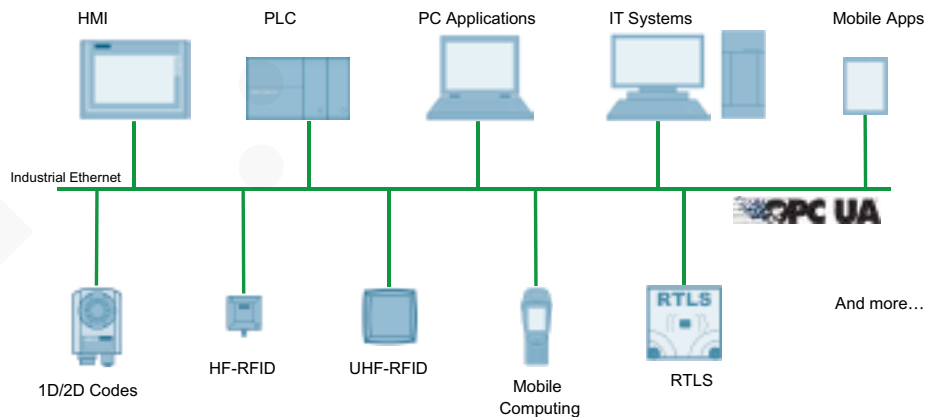 HMI
PLC
PC Applications
IT Systems
Mobile Apps
Industrial Ethernet
OPC UA
RTLS
And more…
HF-RFID
UHF-RFID
RTLS
1D/2D Codes
Mobile
Computing